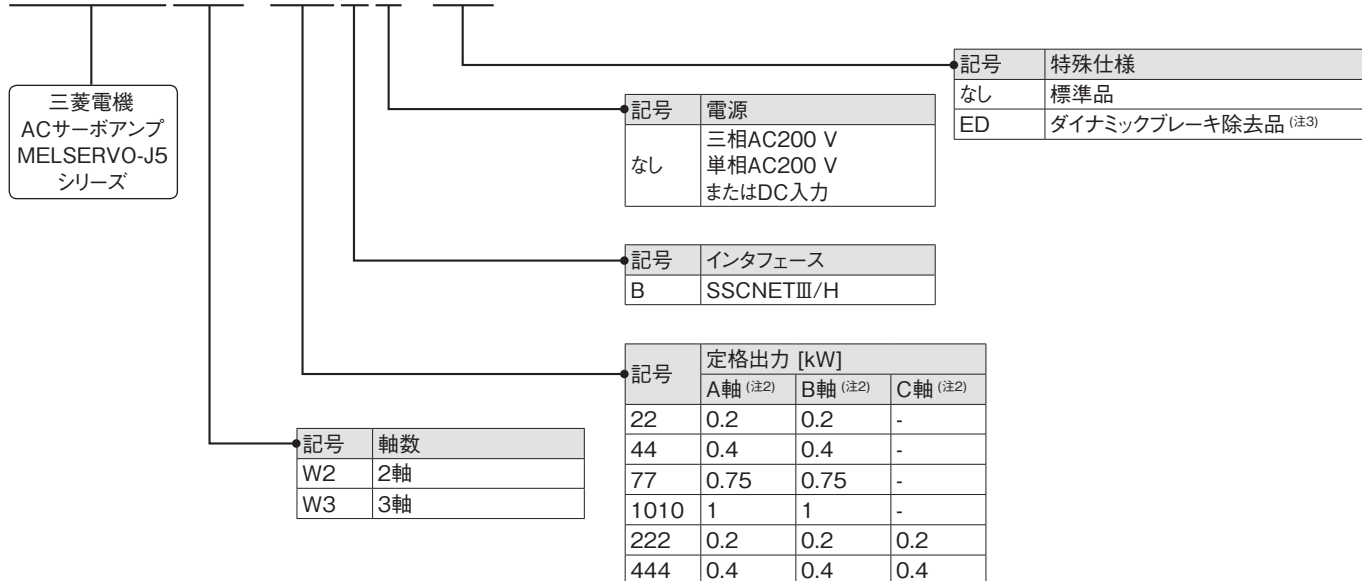 三菱電機
ACサーボアンプ
MELSERVO-J5
シリーズ
記号 特殊仕様
なし 標準品
ED ダイナミックブレーキ除去品 (注3)
記号 電源
なし 三相AC200 V
単相AC200 V
またはDC入力
記号 インタフェース
B SSCNETⅢ/H
記号 定格出力 [kW]
A軸 (注2) B軸 (注2) C軸 (注2)
22 0.2 0.2 -
44 0.4 0.4 -
77 0.75 0.75 -
1010 1 1 -
222 0.2 0.2 0.2
444 0.4 0.4 0.4
記号 軸数
W2 2軸
W3 3軸